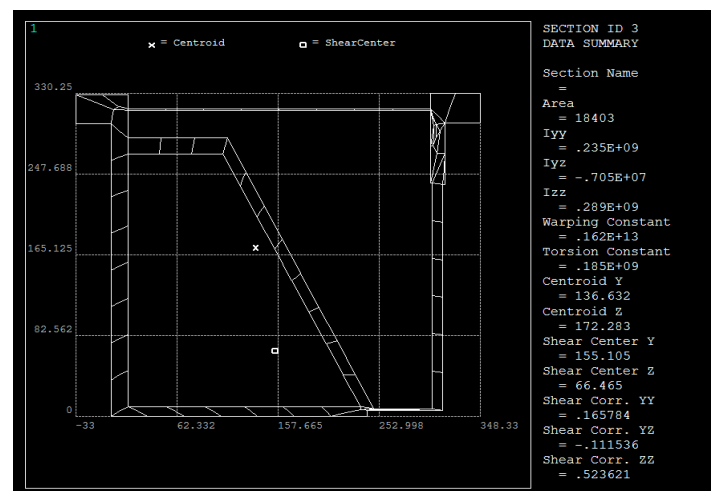 1
× = Centroid
= ShearCenter
330.25
247.688
165.125
82.562
0
-33
62.332
157.665
252.998
348.33
SECTION ID 3
DATA SUMMARY
Section Name
=
Area
= 18403
Iyy
= .235E+09
Iyz
= -.705E+07
Izz
= .289E+09
Warping Constant
= .162E+13
Torsion Constant
= .185E+09
Centroid Y
= 136.632
Centroid Z
= 172.283
Shear Center Y
= 155.105
Shear Center Z
= 66.465
Shear Corr. YY
= .165784
Shear Corr. YZ
= -.111536
Shear Corr. ZZ
= .523621